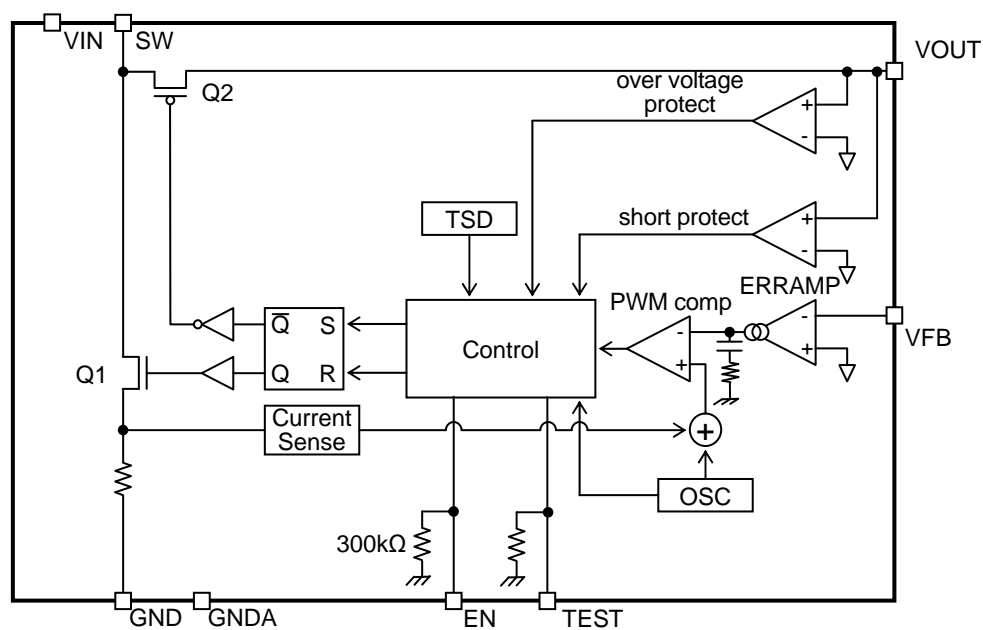 VIN
SW
VOUT
Q2
over voltage
protect
+
-
TSD
short protect
+
-
ERRAMP
PWM comp
-
+
-
+
VFB
Q̅
S
Control
Q1
Q
R
Current
Sense
+
OSC
300kΩ
GND
GNDA
EN
TEST